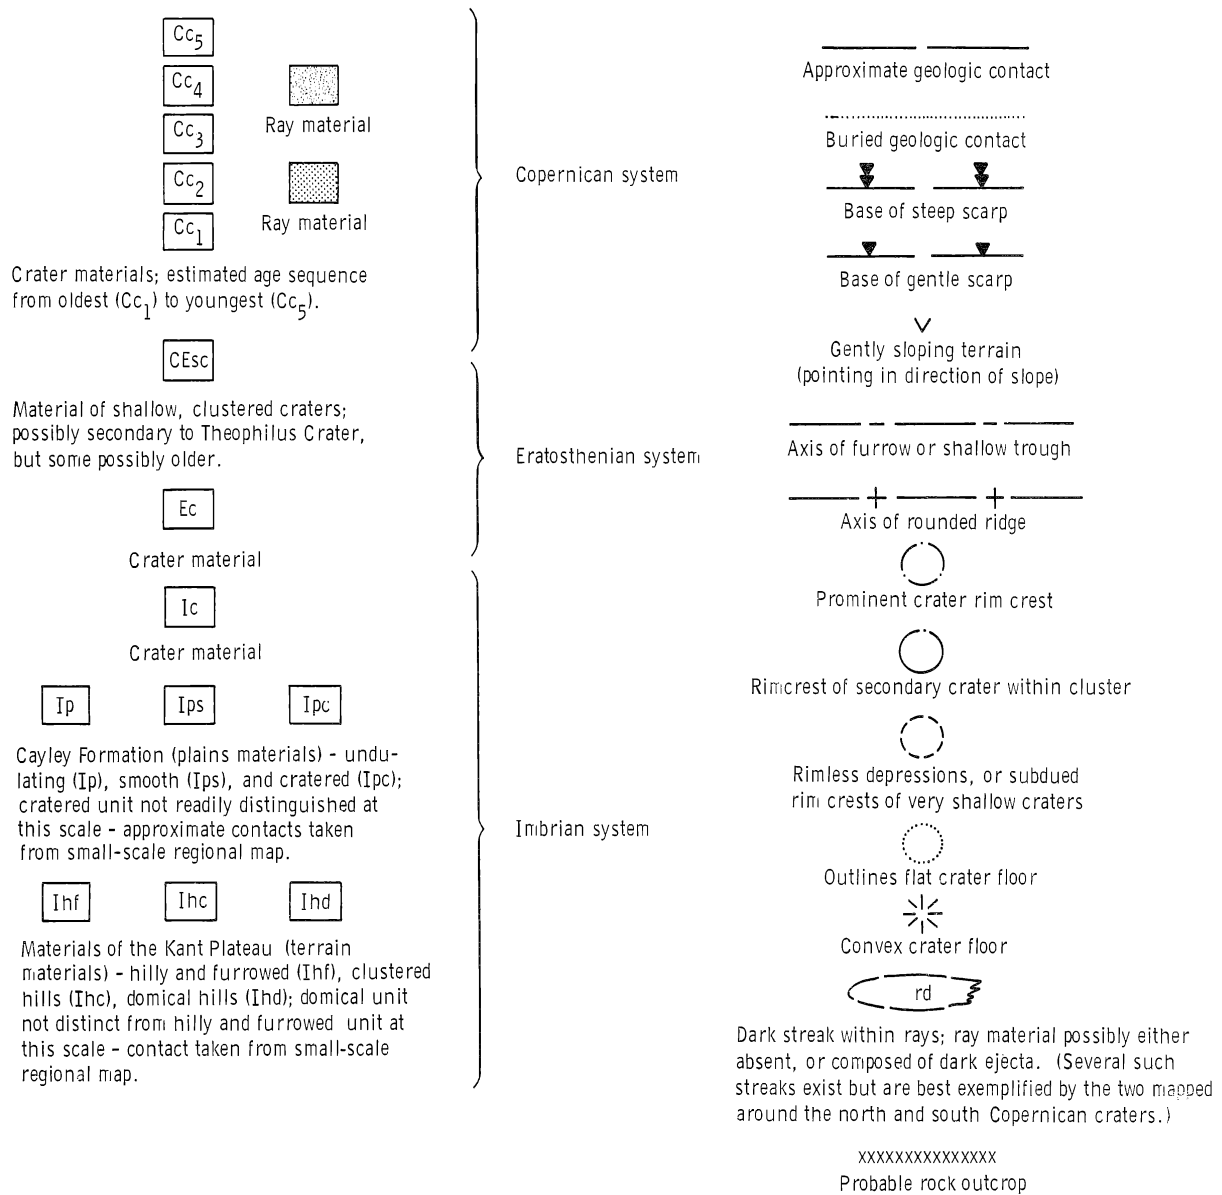 Cc5
Cc4
Ray material
Cc3
Cc2
Ray material
Cc1
Crater materials; estimated age sequence
from oldest (Cc1) to youngest (Cc5).
Copernican system
CEsc
Material of shallow, clustered craters;
possibly secondary to Theophilus Crater,
but some possibly older.
Ec
Crater material
Eratosthenian system
Ic
Crater material
Ip Ips Ipc
Cayley Formation (plains materials) - undu-
lating (Ip), smooth (Ips), and cratered (Ipc);
cratered unit not readily distinguished at
this scale - approximate contacts taken
from small-scale regional map.
Ihf Ihc Ihd
Materials of the Kant Plateau (terrain
materials) - hilly and furrowed (Ihf), clustered
hills (Ihc), domical hills (Ihd); domical unit
not distinct from hilly and furrowed unit at
this scale - contact taken from small-scale
regional map.
Imbrian system
Approximate geologic contact
Buried geologic contact
Base of steep scarp
Base of gentle scarp
Gently sloping terrain
(pointing in direction of slope)
Axis of furrow or shallow trough
Axis of rounded ridge
Prominent crater rim crest
Rimcrest of secondary crater within cluster
Rimless depressions, or subdued
rim crests of very shallow craters
Outlines flat crater floor
Convex crater floor
rd
Dark streak within rays; ray material possibly either
absent, or composed of dark ejecta. (Several such
streaks exist but are best exemplified by the two mapped
around the north and south Copernican craters.)
xxxxxxxxxxxxxxx
Probable rock outcrop